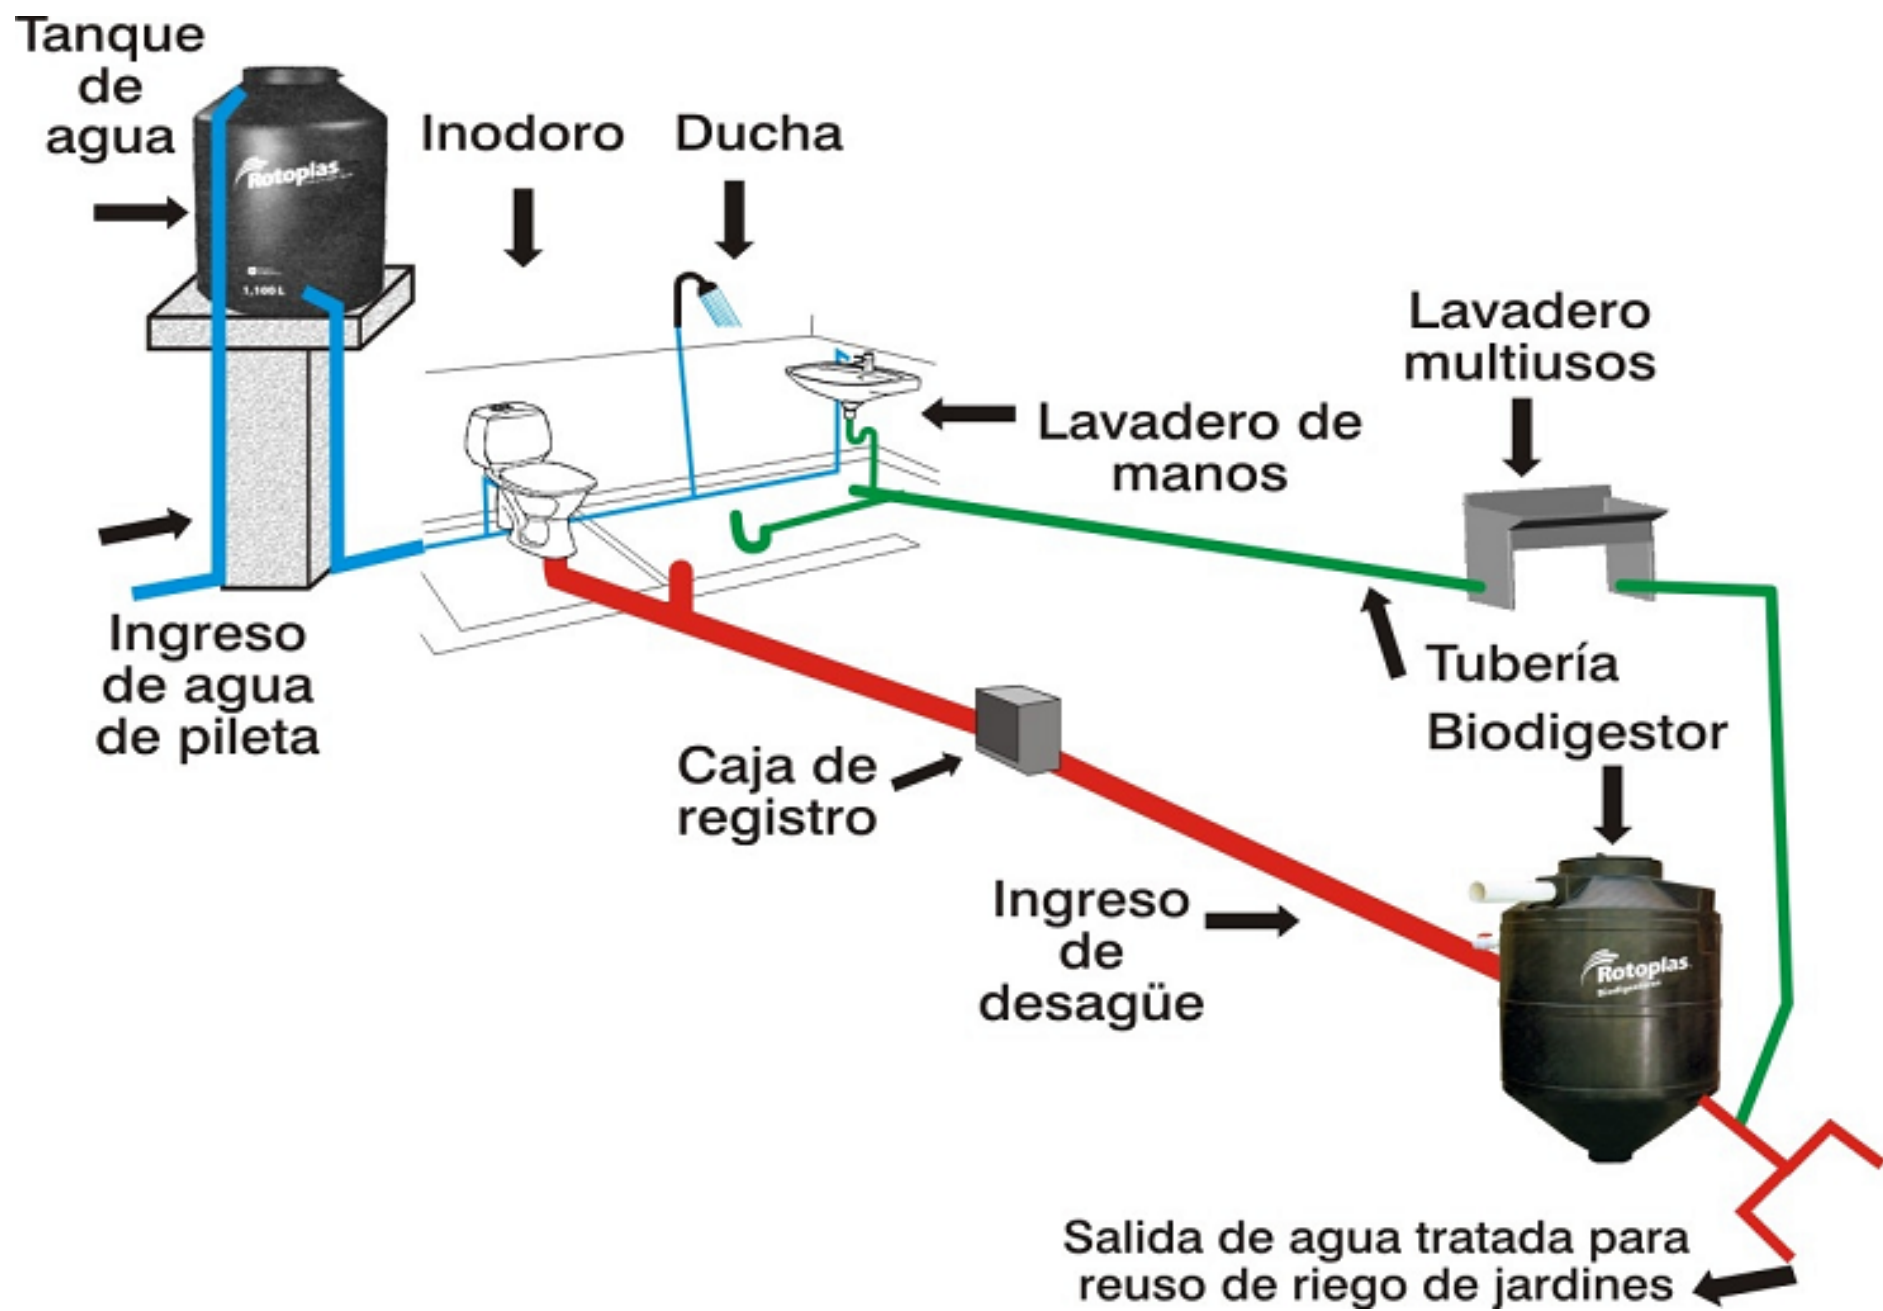 Tanque
de
agua
Rotoplas
1,100 L
Inodoro
Ducha
Lavadero
multiusos
Lavadero de
manos
Ingreso
de agua
de pileta
Tubería
Biodigestor
Caja de
registro
Ingreso
de
desagüe
Rotoplas
Salida de agua tratada para
reuso de riego de jardines